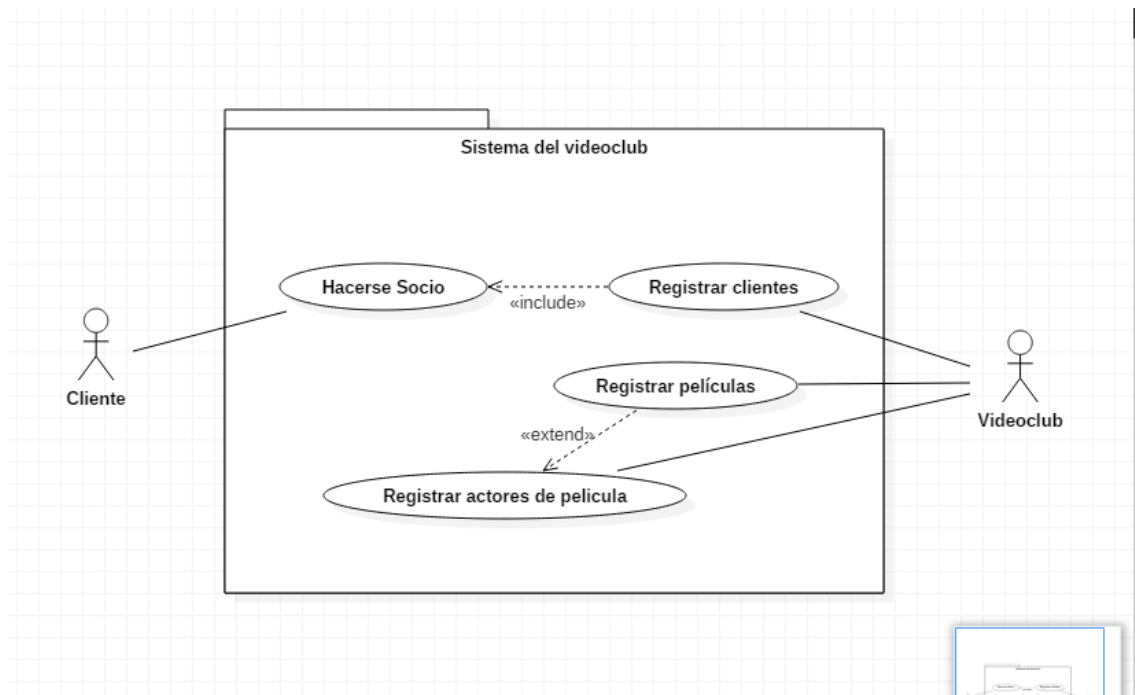 Sistema del videoclub
Hacerse Socio
«include»
Registrar clientes
Registrar películas
Cliente
«extend»
Videoclub
Registrar actores de pelicula